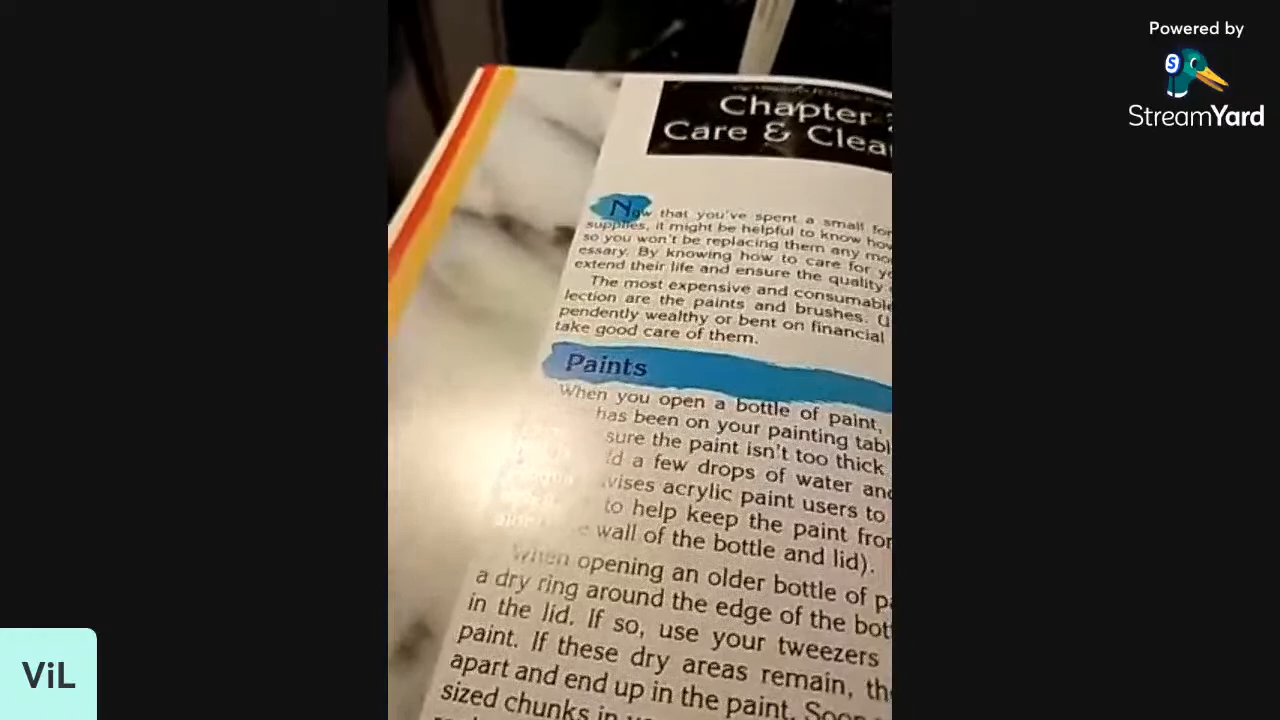 Powered by
StreamYard
Chapter
Care & Clea
Now that you've spent a small for
supplies, it might be helpful to know how
so you won't be replacing them any mo
essary. By knowing how to care for yo
extend their life and ensure the quality
The most expensive and consumable
lection are the paints and brushes. (U
pendently wealthy or bent on financial
take good care of them.
Paints
When you open a bottle of paint,
has been on your painting tabl
sure the paint isn't too thick
d a few drops of water and
vises acrylic paint users to
to help keep the paint fror
e wall of the bottle and lid).
When opening an older bottle of pa
a dry ring around the edge of the bot
in the lid. If so, use your tweezers
paint. If these dry areas remain, th
apart and end up in the paint. Soon
sized chunks in y
ViL